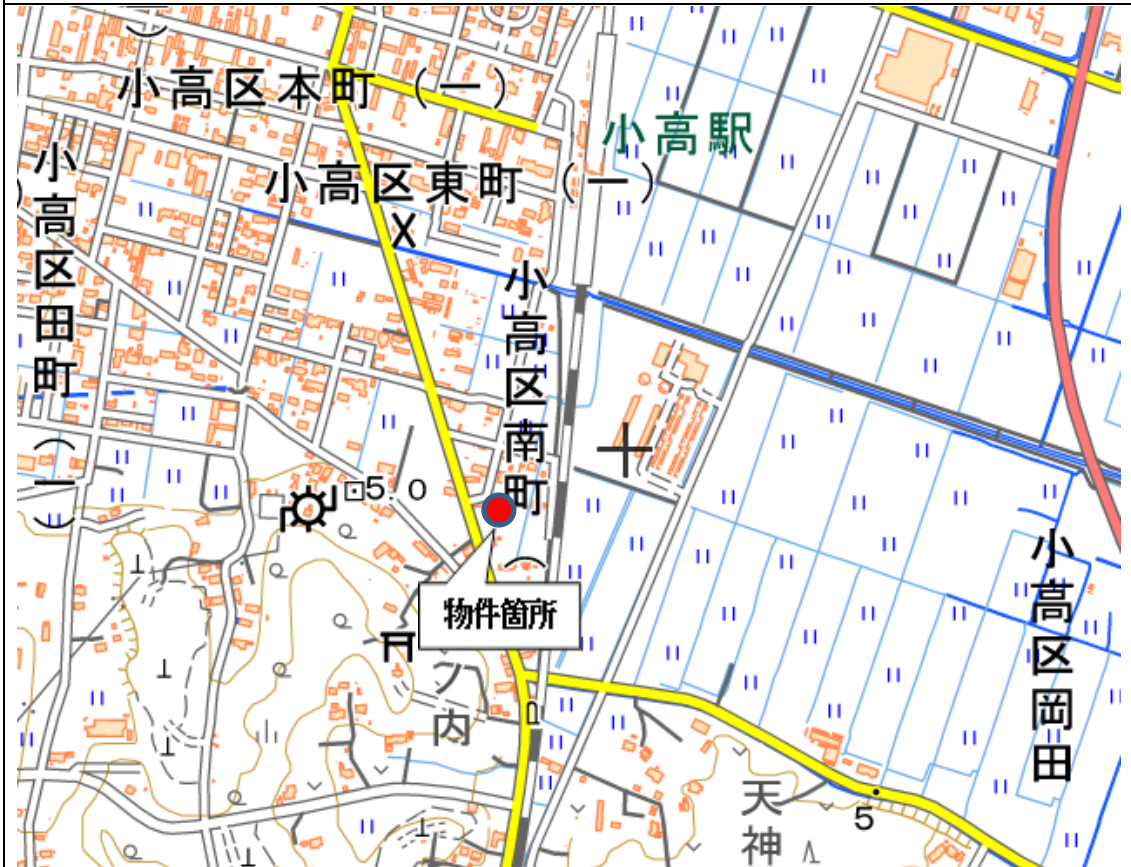 小高区本町(一)
小高駅
小高区東町(一)
小高区田町(一)
小高区南町(
5.0
物件箇所
ノ内
小高区岡田
天神
5